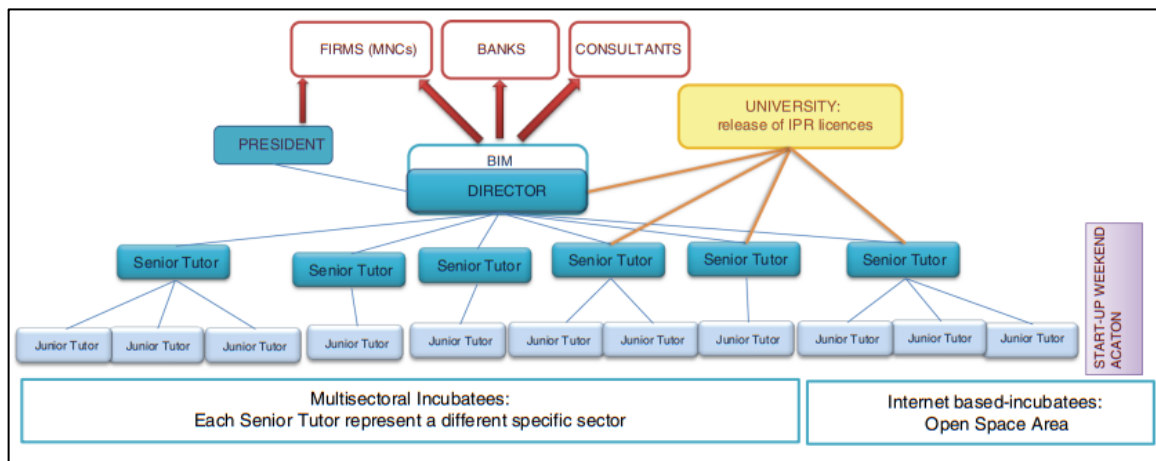 FIRMS (MNCs)
BANKS
CONSULTANTS
UNIVERSITY:
release of IPR licences
PRESIDENT
BIM
DIRECTOR
Senior Tutor
Senior Tutor
Senior Tutor
Senior Tutor
Senior Tutor
Senior Tutor
Junior Tutor
Junior Tutor
Junior Tutor
Junior Tutor
Junior Tutor
Junior Tutor
Junior Tutor
Junior Tutor
Junior Tutor
Junior Tutor
Junior Tutor
START-UP WEEKEND
ACATON
Multisectoral Incubatees:
Each Senior Tutor represent a different specific sector
Internet based-incubatees:
Open Space Area